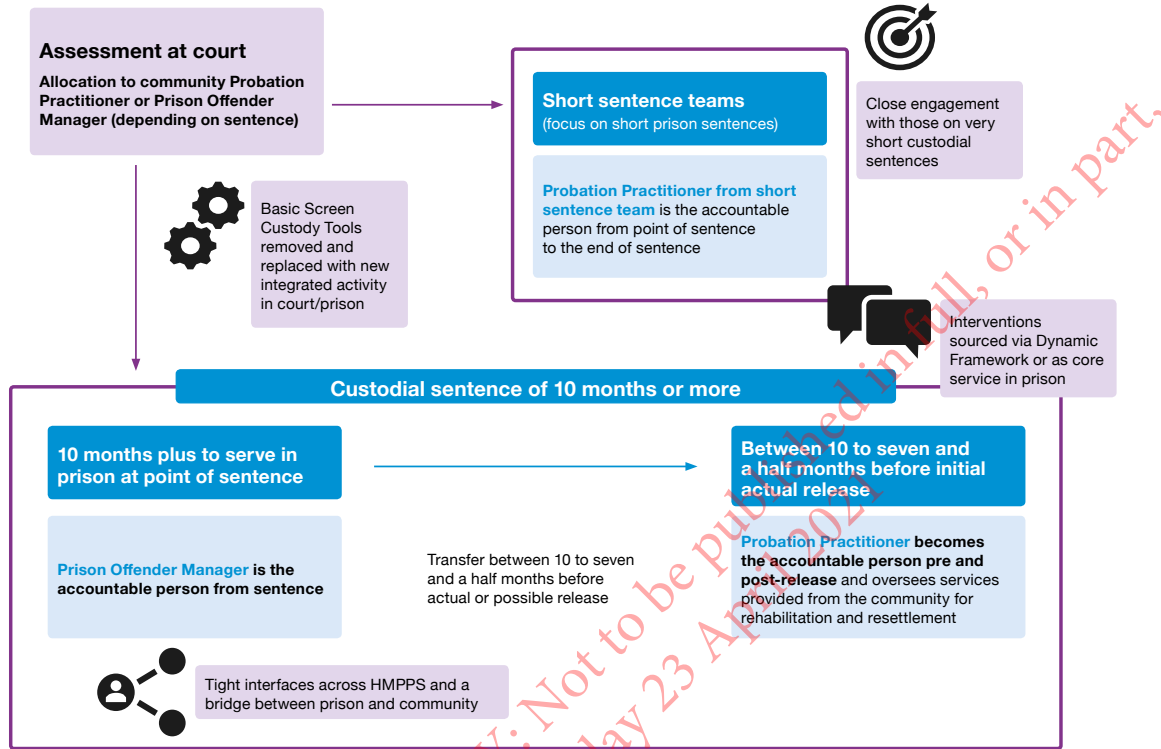 Assessment at court
Allocation to community Probation
Practitioner or Prison Offender
Manager (depending on sentence)
Short sentence teams
(focus on short prison sentences)
Probation Practitioner from short
sentence team is the accountable
person from point of sentence
to the end of sentence
Close engagement
with those on very
short custodial
sentences
Basic Screen
Custody Tools
removed and
replaced with new
integrated activity
in court/prison
Interventions
sourced via Dynamic
Framework or as core
service in prison
Custodial sentence of 10 months or more
10 months plus to serve in
prison at point of sentence
Prison Offender Manager is the
accountable person from sentence
Transfer between 10 to seven
and a half months before
actual or possible release
Between 10 to seven and
a half months before initial
actual release
Probation Practitioner becomes
the accountable person pre and
post-release and oversees services
provided from the community for
rehabilitation and resettlement
Tight interfaces across HMPPS and a
bridge between prison and community
: Not to be published in full, or in part,
day 23 April 2021